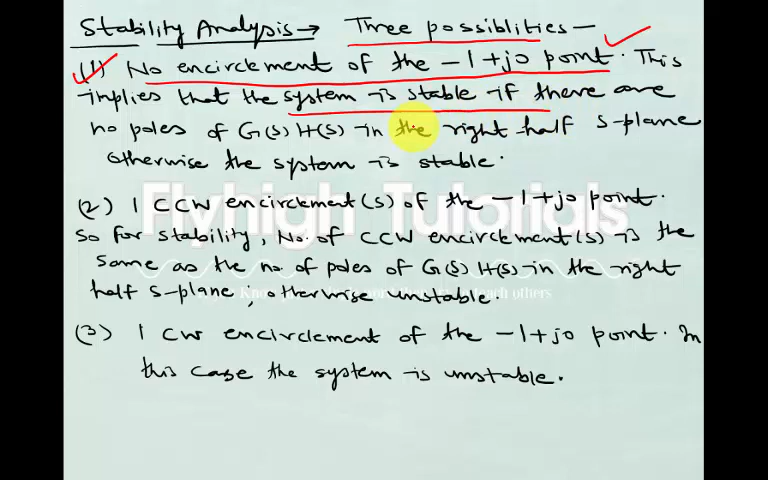 Stability Analysis → Three possiblities —
(1) No encirclement of the -1+j0 point. This
implies that the system is stable if there are
no poles of G(s) H(s) in the right half s-plane
otherwise the system is stable.
(2) 1 CCW encirclement(s) of the -1+j0 point.
So for stability, No. of CCW encirclement(s) is the
same as the no. of poles of G(s) H(s) in the right
half s-plane; otherwise unstable.
(3) 1 CW encirclement of the -1+j0 point. In
this case the system is unstable.
Flyhigh Tutorials